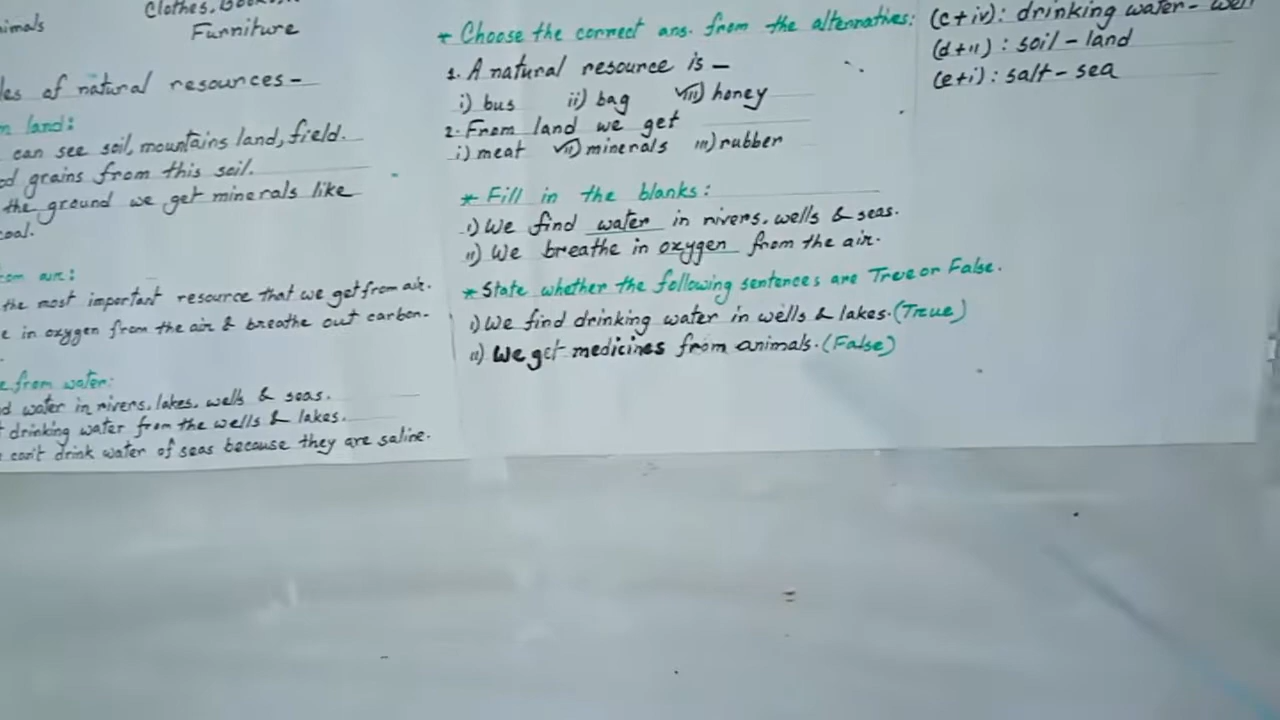 imals
Clothes, Books,
Furniture
les of natural resources-
m land:
can see soil, mountains land, field.
od grains from this soil.
the ground we get minerals like
coal.
om air:
the most important resource that we get from air.
e in oxygen from the air & breathe out carbon-
e from water:
d water in rivers, lakes, wells & seas.
t drinking water from the wells & lakes.
can't drink water of seas because they are saline.
* Choose the correct ans. from the alternatives:
1. A natural resource is —
i) bus ii) bag iii) honey
2. From land we get
i) meat ii) minerals iii) rubber
* Fill in the blanks:
i) We find water in rivers, wells & seas.
ii) We breathe in oxygen from the air.
* State whether the following sentences are True or False.
i) We find drinking water in wells & lakes. (True)
ii) We get medicines from animals. (False)
(c+iv): drinking water - well
(d+ii) : soil - land
(e+i) : salt - sea